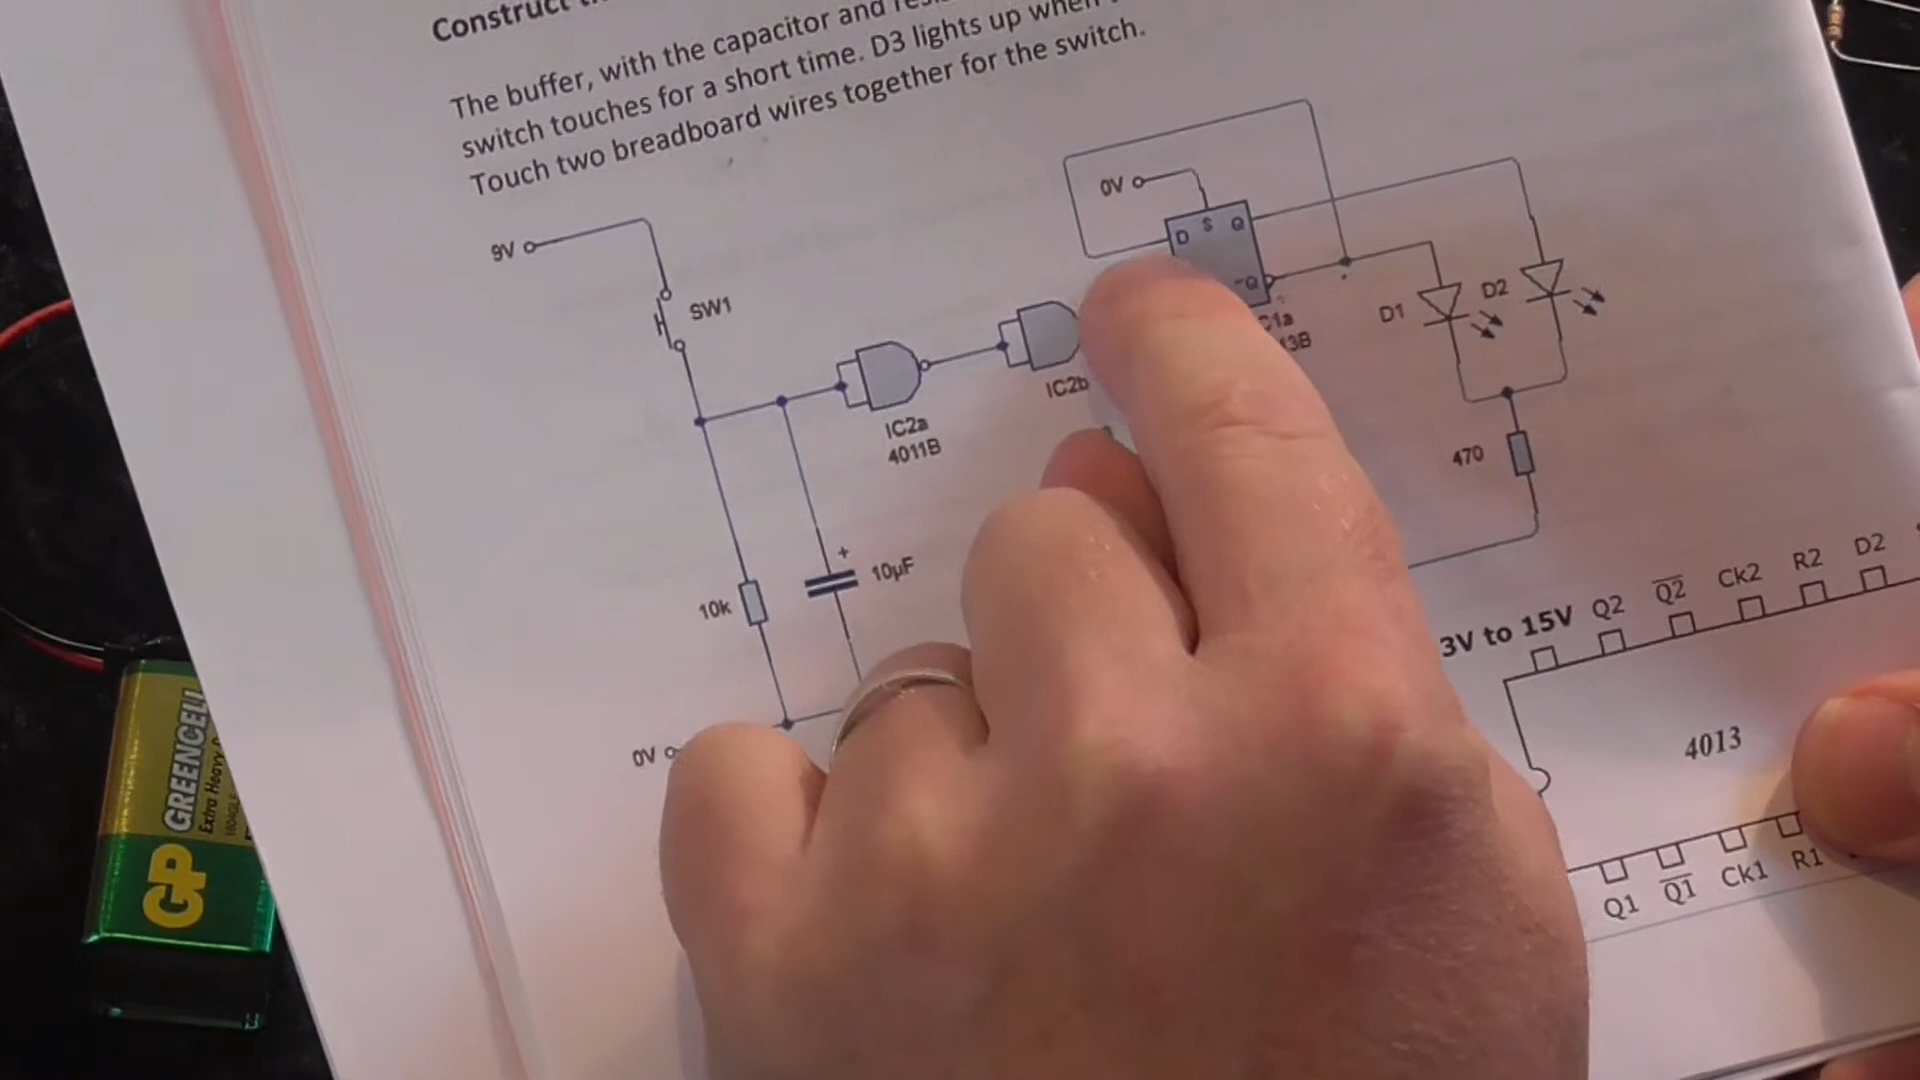 Construct
The buffer, with the capacitor and
switch touches for a short time. D3 lights up when
Touch two breadboard wires together for the switch.
0V
D S Q
Q
9V
SW1
D1
D2
IC2a
4011B
IC2b
470
10k
+
10µF
0V
3V to 15V
Q2 Q2 Ck2 R2 D2
4013
Q1 Q1 Ck1 R1
GP
GREENCELL
Extra Heavy